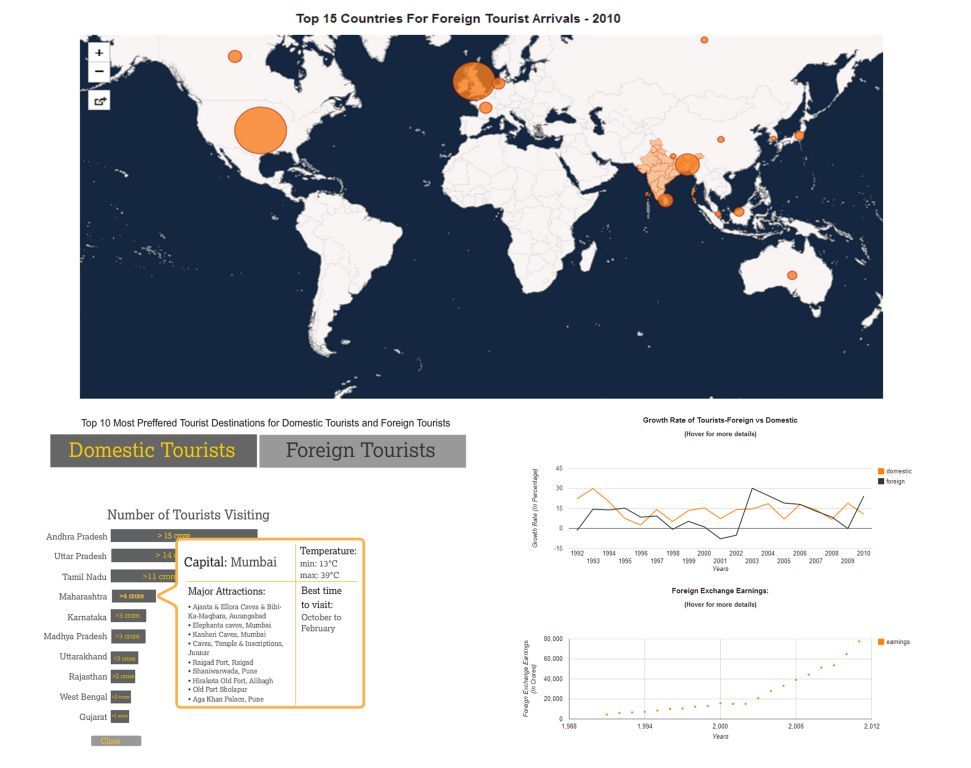 Top 15 Countries For Foreign Tourist Arrivals - 2010
+
−
Top 10 Most Preffered Tourist Destinations for Domestic Tourists and Foreign Tourists
Domestic Tourists
Foreign Tourists
Number of Tourists Visiting
Andhra Pradesh > 15 crore
Uttar Pradesh > 14
Tamil Nadu >11 cror
Maharashtra >4 crore
Karnataka >3 crore
Madhya Pradesh >3 crore
Uttarakhand >3 crore
Rajasthan >2 crore
West Bengal
Gujarat
Close
Capital: Mumbai
Temperature:
min: 13°C
max: 39°C
Major Attractions:
• Ajanta & Ellora Caves & Bibi-
Ka-Maqbara, Aurangabad
• Elephanta caves, Mumbai
• Kanheri Caves, Mumbai
• Caves, Temple & Inscriptions,
Junnar
• Raigad Fort, Raigad
• Shaniwarwada, Pune
• Hirakota Old Fort, Alibagh
• Old Fort Sholapur
• Aga Khan Palace, Pune
Best time
to visit:
October to
February
Growth Rate of Tourists-Foreign vs Domestic
(Hover for more details)
Growth Rate (In Percentage)
45
30
15
0
-15
1992 1994 1996 1998 2000 2002 2004 2006 2008 2010
1993 1995 1997 1999 2001 2003 2005 2007 2009
Years
domestic
foreign
Foreign Exchange Earnings:
(Hover for more details)
Foreign Exchange Earnings
(In Crores)
80,000
60,000
40,000
20,000
0
1,988 1,994 2,000 2,006 2,012
Years
earnings